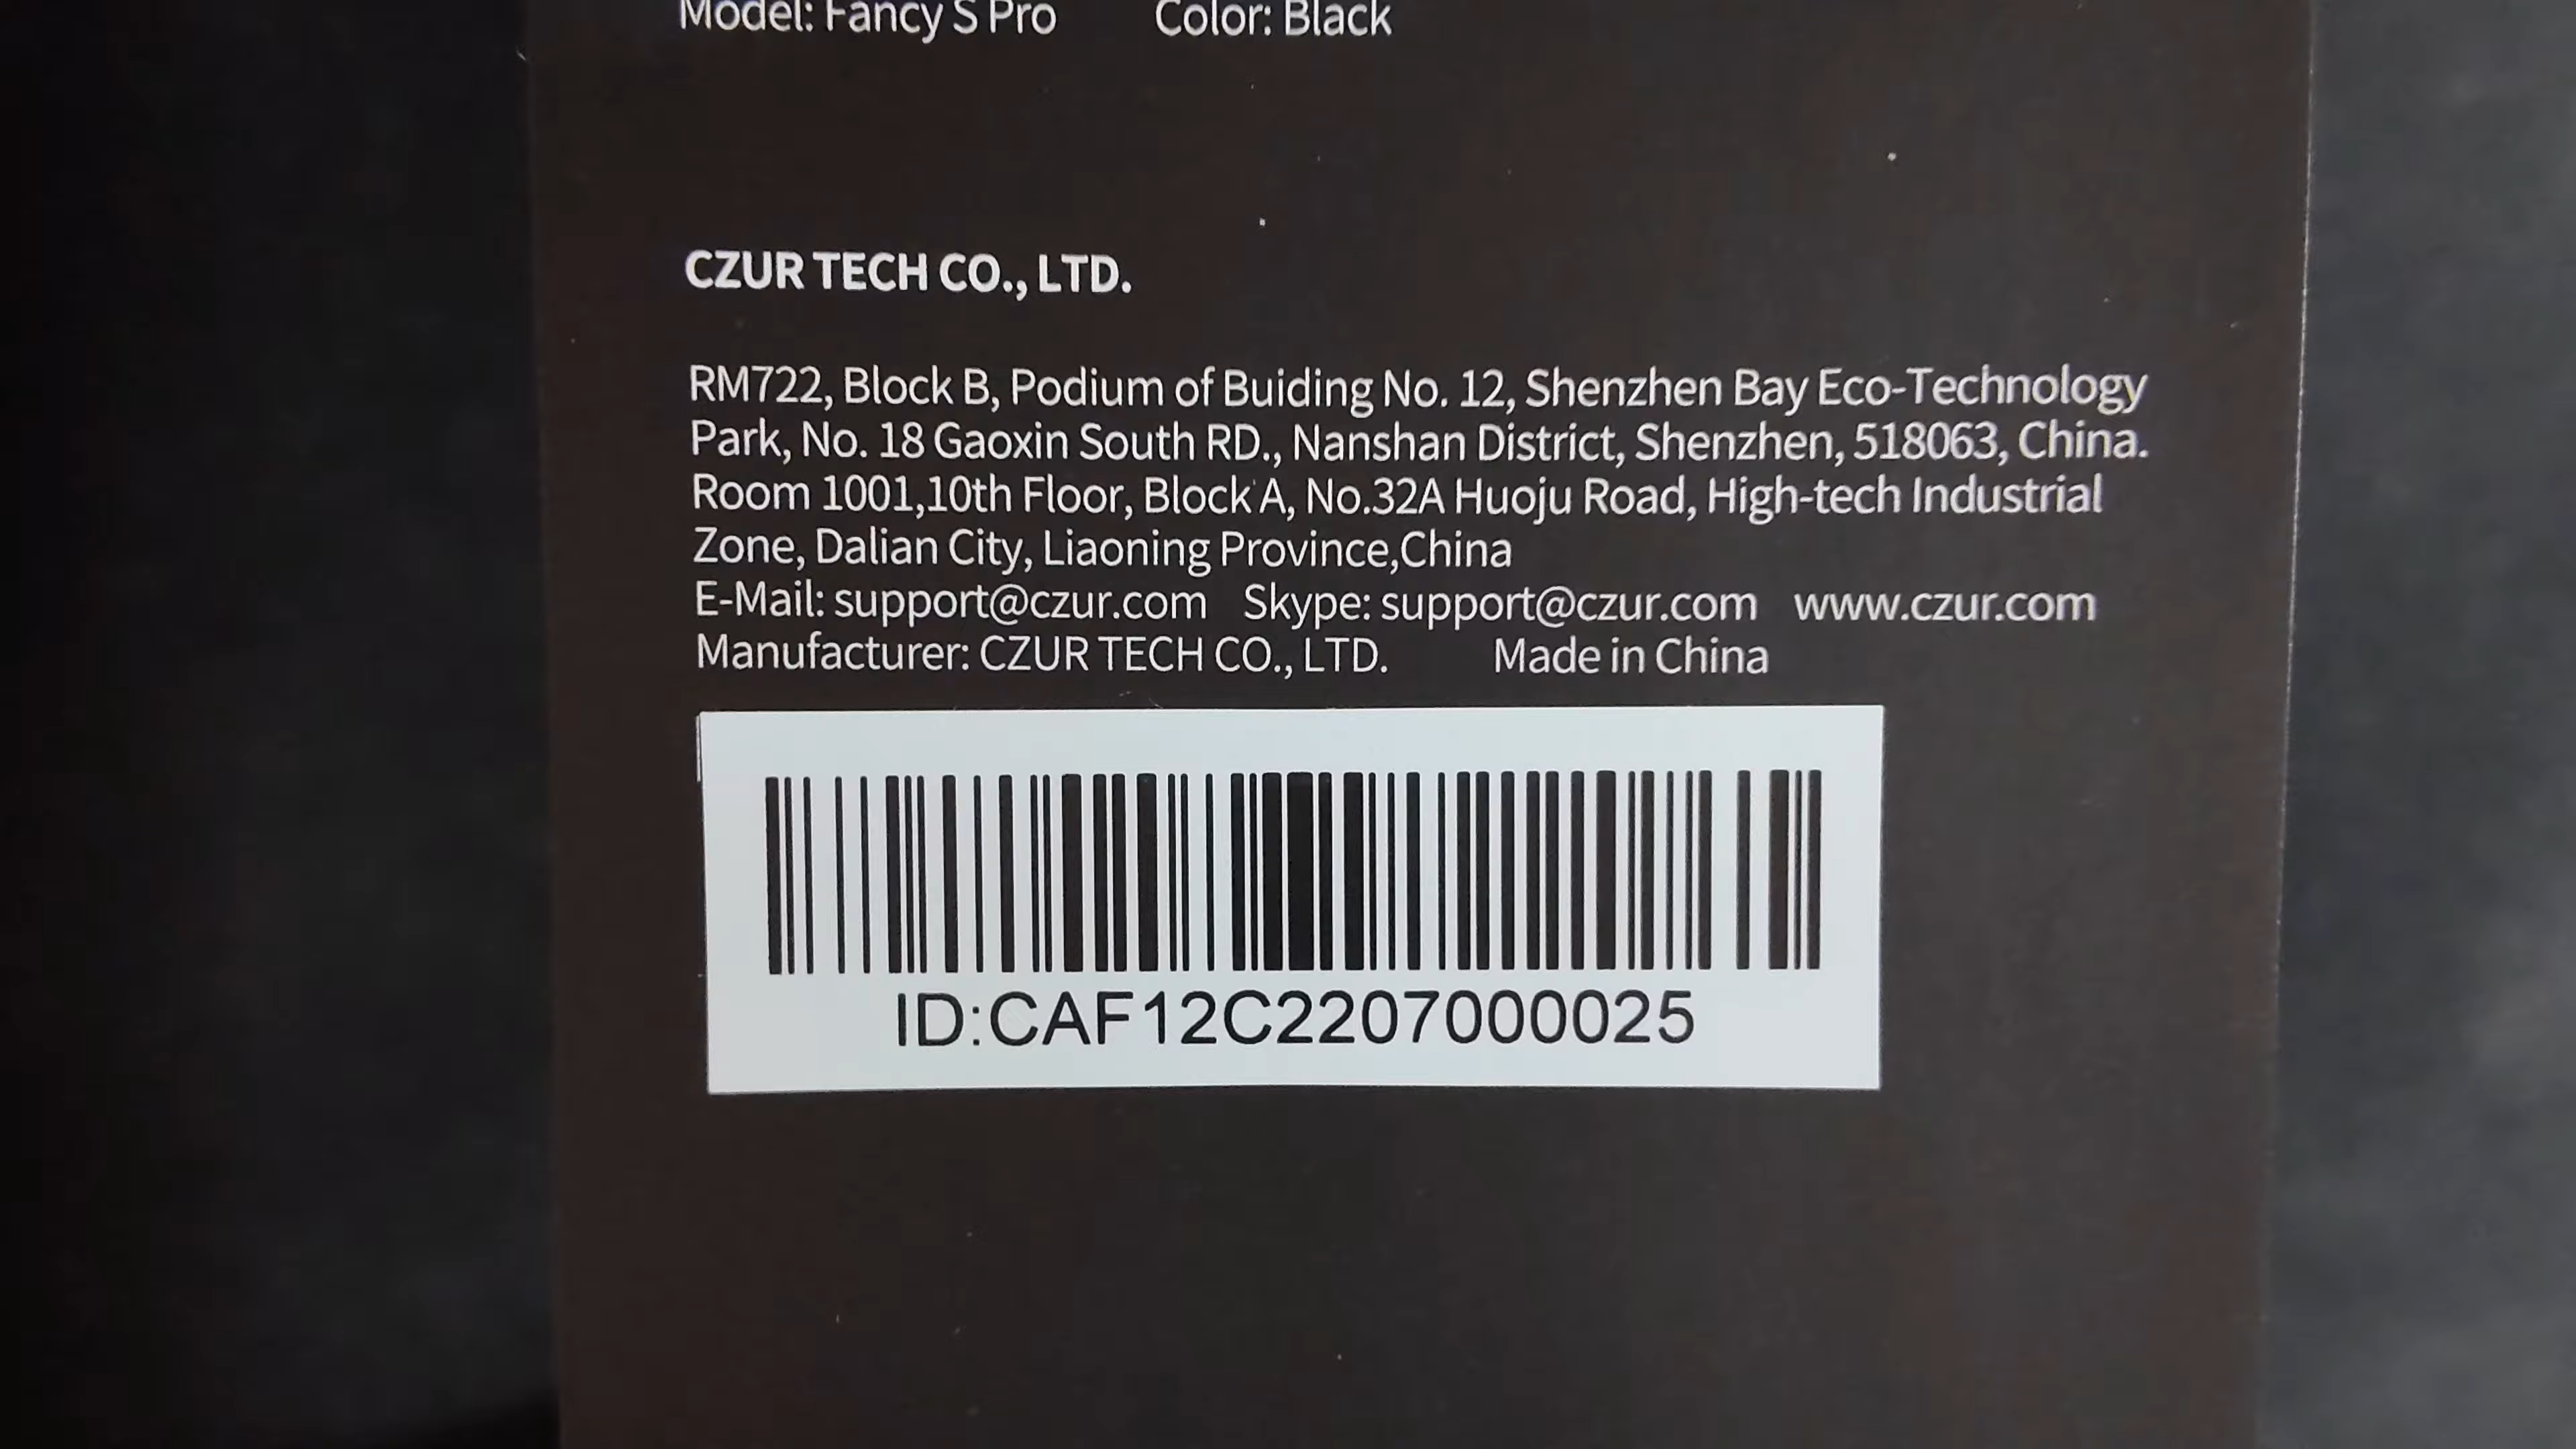 Model: Fancy S Pro Color: Black
CZUR TECH CO., LTD.
RM722, Block B, Podium of Buiding No. 12, Shenzhen Bay Eco-Technology
Park, No. 18 Gaoxin South RD., Nanshan District, Shenzhen, 518063, China.
Room 1001,10th Floor, Block A, No.32A Huoju Road, High-tech Industrial
Zone, Dalian City, Liaoning Province,China
E-Mail: support@czur.com Skype: support@czur.com www.czur.com
Manufacturer: CZUR TECH CO., LTD. Made in China
ID:CAF12C2207000025